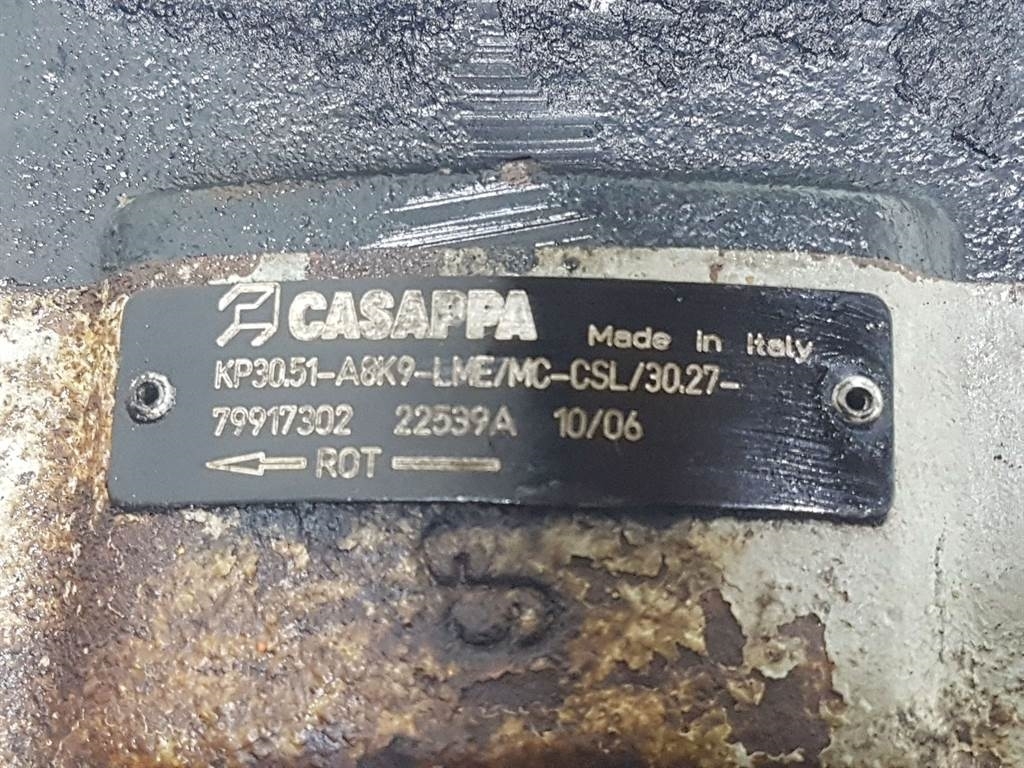 CASAPPA Made in Italy
KP30.51-A8K9-LME/MC-CSL/30.27-
79917302 22539A 10/06
ROT